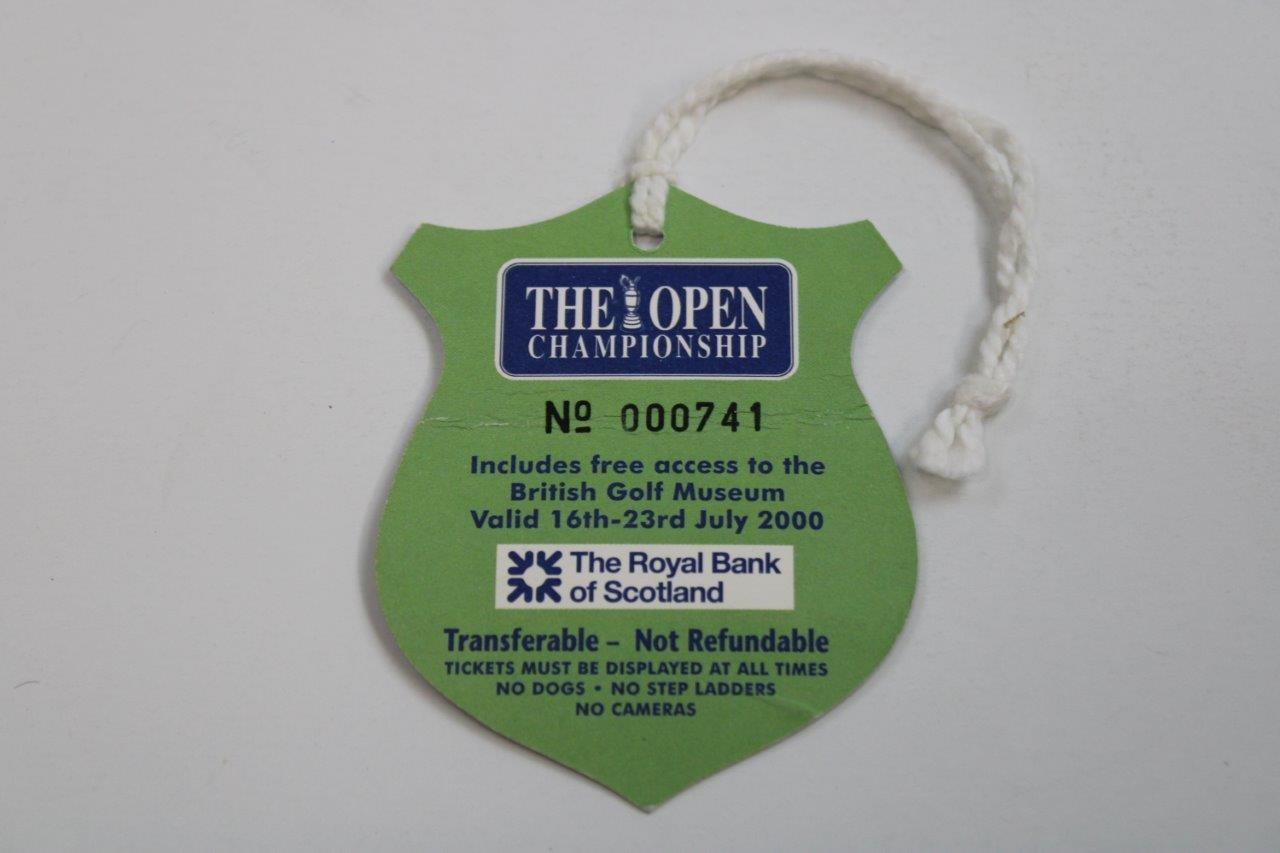 THE OPEN
CHAMPIONSHIP
Nº 000741
Includes free access to the
British Golf Museum
Valid 16th-23rd July 2000
The Royal Bank
of Scotland
Transferable – Not Refundable
TICKETS MUST BE DISPLAYED AT ALL TIMES
NO DOGS • NO STEP LADDERS
NO CAMERAS